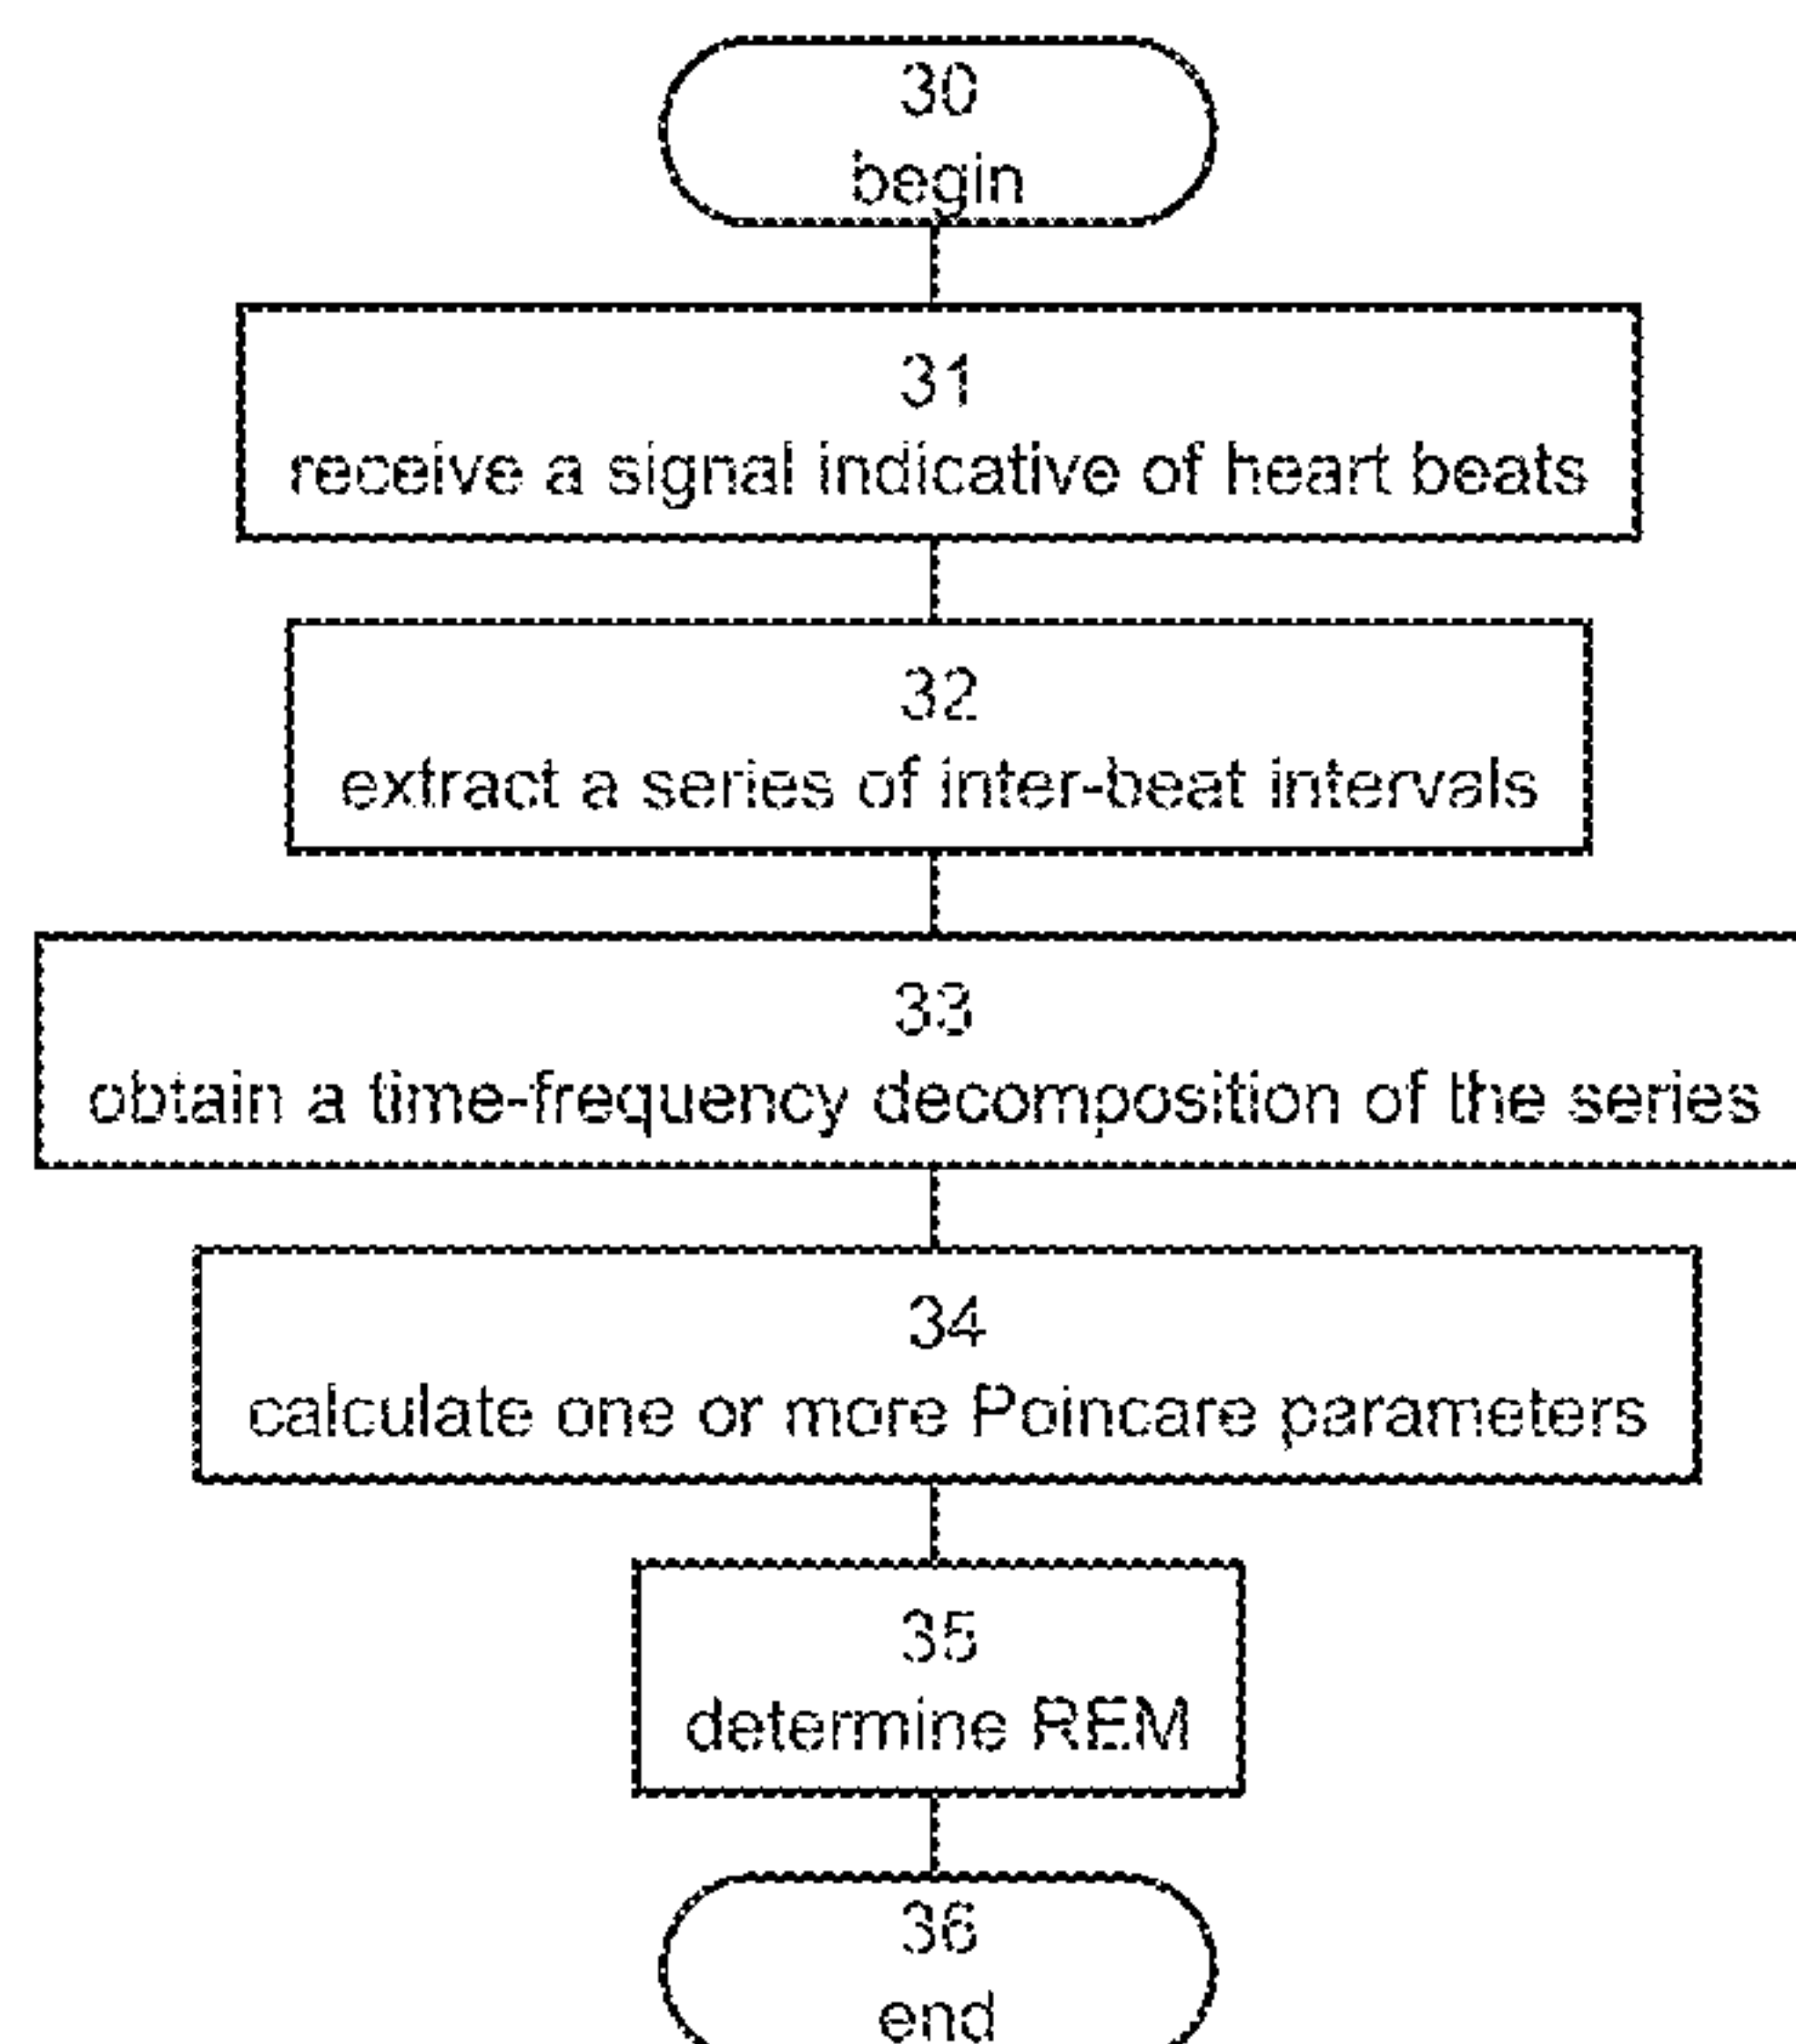 30
begin
31
receive a signal indicative of heart beats
32
extract a series of inter-beat intervals
33
obtain a time-frequency decomposition of the series
34
calculate one or more Poincare parameters
35
determine REM
36
end